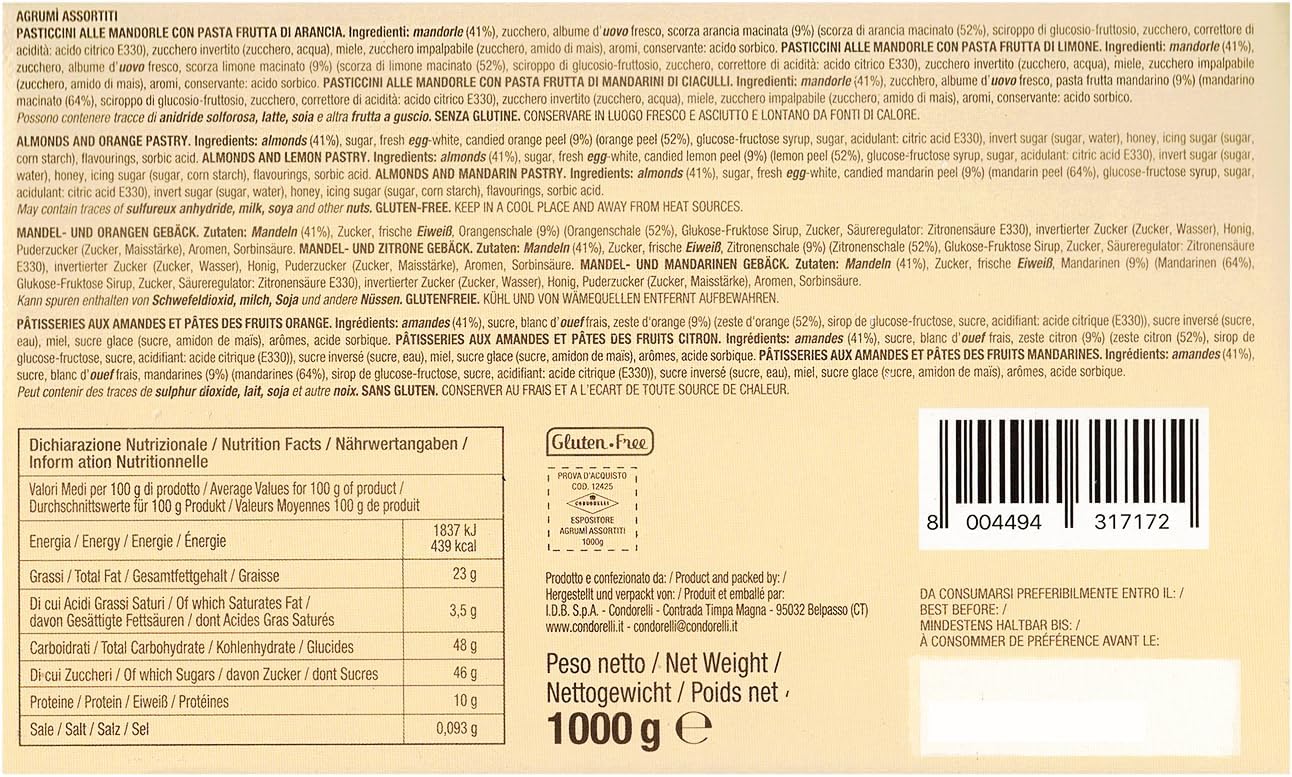 AGRUMÌ ASSORTITI
PASTICCINI ALLE MANDORLE CON PASTA FRUTTA DI ARANCIA. Ingredienti: mandorle (41%), zucchero, albume d'uovo fresco, scorza arancia macinata (9%) (scorza di arancia macinato (52%), sciroppo di glucosio-fruttosio, zucchero, correttore di
acidità: acido citrico E330), zucchero invertito (zucchero, acqua), miele, zucchero impalpabile (zucchero, amido di mais), aromi, conservante: acido sorbico. PASTICCINI ALLE MANDORLE CON PASTA FRUTTA DI LIMONE. Ingredienti: mandorle (41%),
zucchero, albume d'uovo fresco, scorza limone macinato (9%) (scorza di limone macinato (52%), sciroppo di glucosio-fruttosio, zucchero, correttore di acidità: acido citrico E330), zucchero invertito (zucchero, acqua), miele, zucchero impalpabile
(zucchero, amido di mais), aromi, conservante: acido sorbico. PASTICCINI ALLE MANDORLE CON PASTA FRUTTA DI MANDARINI DI CIACULLI. Ingredienti: mandorle (41%), zucchero, albume d'uovo fresco, pasta frutta mandarino (9%) (mandarino
macinato (64%), sciroppo di glucosio-fruttosio, zucchero, correttore di acidità: acido citrico E330), zucchero invertito (zucchero, acqua), miele, zucchero impalpabile (zucchero, amido di mais), aromi, conservante: acido sorbico.
Possono contenere tracce di anidride solforosa, latte, soia e altra frutta a guscio. SENZA GLUTINE. CONSERVARE IN LUOGO FRESCO E ASCIUTTO E LONTANO DA FONTI DI CALORE.
ALMONDS AND ORANGE PASTRY. Ingredients: almonds (41%), sugar, fresh egg-white, candied orange peel (9%) (orange peel (52%), glucose-fructose syrup, sugar, acidulant: citric acid E330), invert sugar (sugar, water), honey, icing sugar (sugar,
corn starch), flavourings, sorbic acid. ALMONDS AND LEMON PASTRY. Ingredients: almonds (41%), sugar, fresh egg-white, candied lemon peel (9%) (lemon peel (52%), glucose-fructose syrup, sugar, acidulant: citric acid E330), invert sugar (sugar,
water), honey, icing sugar (sugar, corn starch), flavourings, sorbic acid. ALMONDS AND MANDARIN PASTRY. Ingredients: almonds (41%), sugar, fresh egg-white, candied mandarin peel (9%) (mandarin peel (64%), glucose-fructose syrup, sugar,
acidulant: citric acid E330), invert sugar (sugar, water), honey, icing sugar (sugar, corn starch), flavourings, sorbic acid.
May contain traces of sulfureux anhydride, milk, soya and other nuts. GLUTEN-FREE. KEEP IN A COOL PLACE AND AWAY FROM HEAT SOURCES.
MANDEL- UND ORANGEN GEBÄCK. Zutaten: Mandeln (41%), Zucker, frische Eiweiß, Orangenschale (9%) (Orangenschale (52%), Glukose-Fruktose Sirup, Zucker, Säureregulator: Zitronensäure E330), invertierter Zucker (Zucker, Wasser), Honig,
Puderzucker (Zucker, Maisstärke), Aromen, Sorbinsäure. MANDEL- UND ZITRONE GEBÄCK. Zutaten: Mandeln (41%), Zucker, frische Eiweiß, Zitronenschale (9%) (Zitronenschale (52%), Glukose-Fruktose Sirup, Zucker, Säureregulator: Zitronensäure
E330), invertierter Zucker (Zucker, Wasser), Honig, Puderzucker (Zucker, Maisstärke), Aromen, Sorbinsäure. MANDEL- UND MANDARINEN GEBÄCK. Zutaten: Mandeln (41%), Zucker, frische Eiweiß, Mandarinen (9%) (Mandarinen (64%),
Glukose-Fruktose Sirup, Zucker, Säureregulator: Zitronensäure E330), invertierter Zucker (Zucker, Wasser), Honig, Puderzucker (Zucker, Maisstärke), Aromen, Sorbinsäure.
Kann spuren enthalten von Schwefeldioxid, milch, Soja und andere Nüssen. GLUTENFREIE. KÜHL UND VON WÄMEQUELLEN ENTFERNT AUFBEWAHREN.
PÂTISSERIES AUX AMANDES ET PÂTES DES FRUITS ORANGE. Ingrédients: amandes (41%), sucre, blanc d'ouef frais, zeste d'orange (9%) (zeste d'orange (52%), sirop de glucose-fructose, sucre, acidifiant: acide citrique (E330)), sucre inversé (sucre,
eau), miel, sucre glace (sucre, amidon de maïs), arômes, acide sorbique. PÂTISSERIES AUX AMANDES ET PÂTES DES FRUITS CITRON. Ingrédients: amandes (41%), sucre, blanc d'ouef frais, zeste citron (9%) (zeste citron (52%), sirop de
glucose-fructose, sucre, acidifiant: acide citrique (E330)), sucre inversé (sucre, eau), miel, sucre glace (sucre, amidon de maïs), arômes, acide sorbique. PÂTISSERIES AUX AMANDES ET PÂTES DES FRUITS MANDARINES. Ingrédients: amandes (41%),
sucre, blanc d'ouef frais, mandarines (9%) (mandarines (64%), sirop de glucose-fructose, sucre, acidifiant: acide citrique (E330)), sucre inversé (sucre, eau), miel, sucre glace (sucre, amidon de maïs), arômes, acide sorbique.
Peut contenir des traces de sulphur dioxide, lait, soja et autre noix. SANS GLUTEN. CONSERVER AU FRAIS ET A L'ECART DE TOUTE SOURCE DE CHALEUR.
Dichiarazione Nutrizionale / Nutrition Facts / Nährwertangaben /
Inform ation Nutritionnelle
Valori Medi per 100 g di prodotto / Average Values for 100 g of product /
Durchschnittswerte für 100 g Produkt / Valeurs Moyennes 100 g de produit
Energia / Energy / Energie / Énergie 1837 kJ
439 kcal
Grassi / Total Fat / Gesamtfettgehalt / Graisse 23 g
Di cui Acidi Grassi Saturi / Of which Saturates Fat /
davon Gesättigte Fettsäuren / dont Acides Gras Saturés 3,5 g
Carboidrati / Total Carbohydrate / Kohlenhydrate / Glucides 48 g
Di cui Zuccheri / Of which Sugars / davon Zucker / dont Sucres 46 g
Proteine / Protein / Eiweiß / Protéines 10 g
Sale / Salt / Salz / Sel 0,093 g
Gluten•Free
PROVA D'ACQUISTO
COD. 12425
CONDORELLI
ESPOSITORE
AGRUMÌ ASSORTITI
1000g
Prodotto e confezionato da: / Product and packed by: /
Hergestellt und verpackt von: / Produit et emballé par:
I.D.B. S.p.A. - Condorelli - Contrada Timpa Magna - 95032 Belpasso (CT)
www.condorelli.it - condorelli@condorelli.it
Peso netto / Net Weight /
Nettogewicht / Poids net
1000 g ℮
8 004494 317172
DA CONSUMARSI PREFERIBILMENTE ENTRO IL: /
BEST BEFORE: /
MINDESTENS HALTBAR BIS: /
À CONSOMMER DE PRÉFÉRENCE AVANT LE: